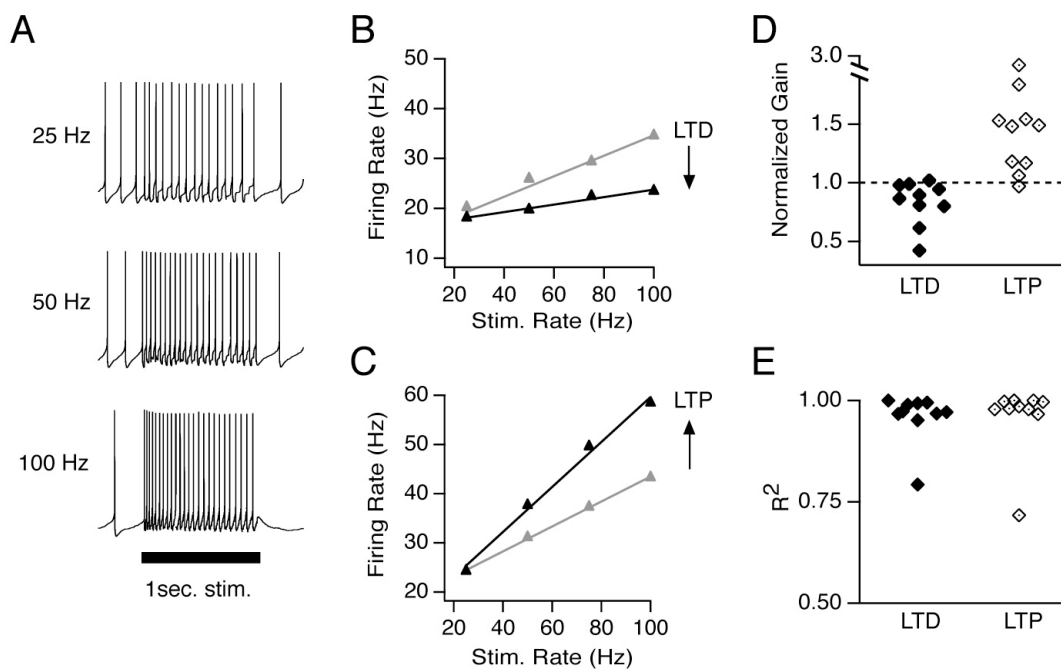 A
25 Hz
50 Hz
100 Hz
1sec. stim.
B
Firing Rate (Hz)
50
40
30
20
10
20 40 60 80 100
Stim. Rate (Hz)
LTD
C
Firing Rate (Hz)
60
50
40
30
20
20 40 60 80 100
Stim. Rate (Hz)
LTP
D
Normalized Gain
3.0
1.5
1.0
0.5
LTD LTP
E
R2
1.00
0.75
0.50
LTD LTP